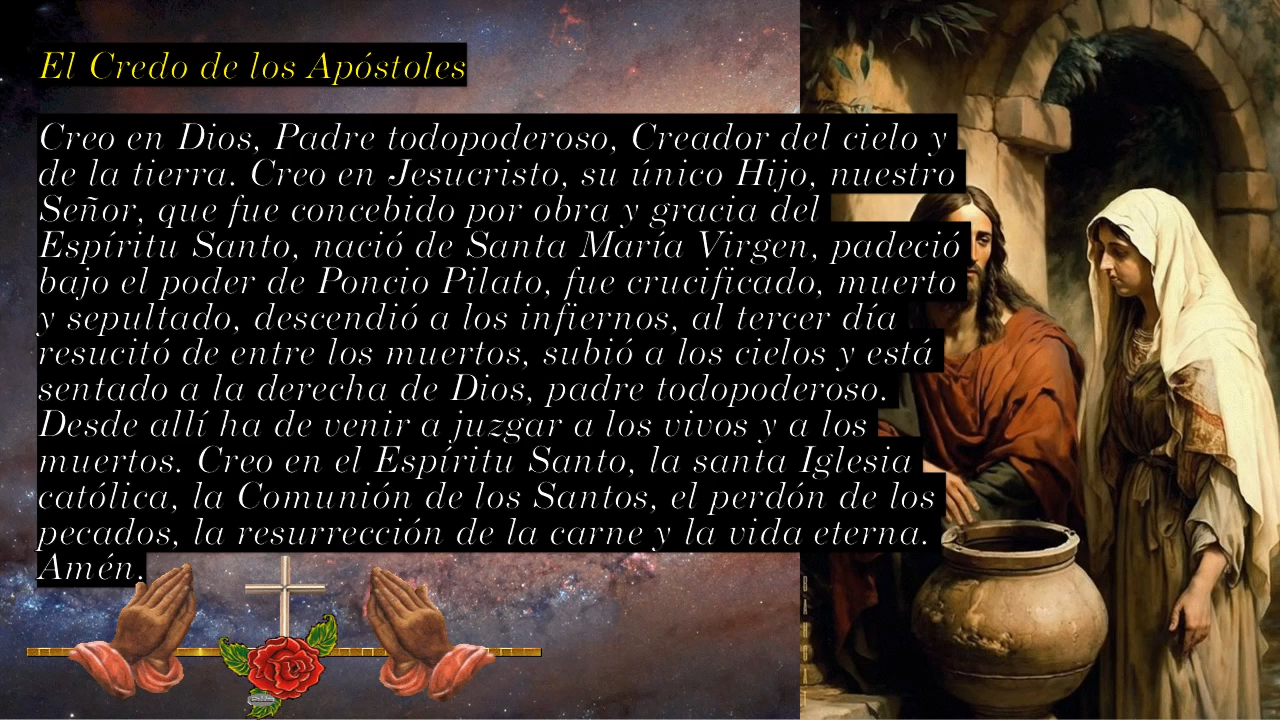 El Credo de los Apóstoles
Creo en Dios, Padre todopoderoso, Creador del cielo y
de la tierra. Creo en Jesucristo, su único Hijo, nuestro
Señor, que fue concebido por obra y gracia del
Espíritu Santo, nació de Santa María Virgen, padeció
bajo el poder de Poncio Pilato, fue crucificado, muerto
y sepultado, descendió a los infiernos, al tercer día
resucitó de entre los muertos, subió a los cielos y está
sentado a la derecha de Dios, padre todopoderoso.
Desde allí ha de venir a juzgar a los vivos y a los
muertos. Creo en el Espíritu Santo, la santa Iglesia
católica, la Comunión de los Santos, el perdón de los
pecados, la resurrección de la carne y la vida eterna.
Amén.